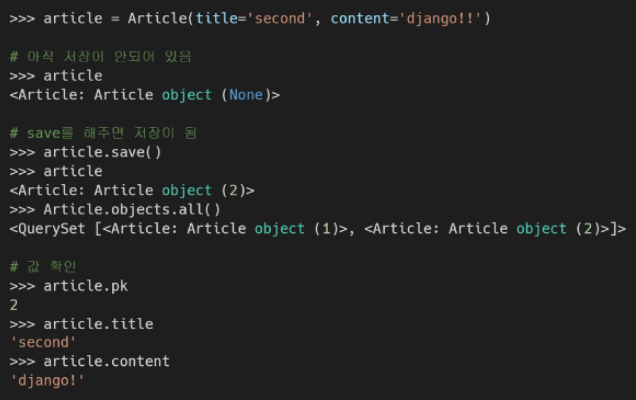 >>> article = Article(title='second', content='django!!')
# 아직 저장이 안되어 있음
>>> article
<Article: Article object (None)>
# save를 해주면 저장이 됨
>>> article.save()
>>> article
<Article: Article object (2)>
>>> Article.objects.all()
<QuerySet [<Article: Article object (1)>, <Article: Article object (2)>]>
# 값 확인
>>> article.pk
2
>>> article.title
'second'
>>> article.content
'django!'